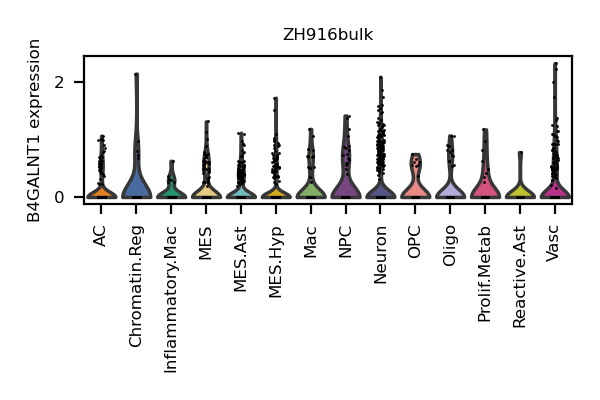 ZH916bulk
B4GALNT1 expression
2
0
AC
Chromatin.Reg
Inflammatory.Mac
MES
MES.Ast
MES.Hyp
Mac
NPC
Neuron
OPC
Oligo
Prolif.Metab
Reactive.Ast
Vasc